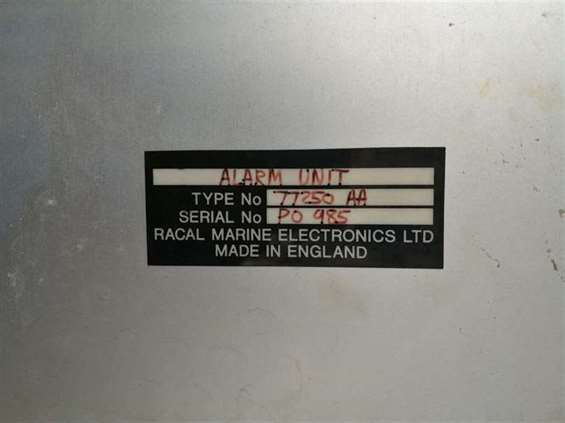 ALARM UNIT
TYPE No 77250 AA
SERIAL No PO 985
RACAL MARINE ELECTRONICS LTD
MADE IN ENGLAND